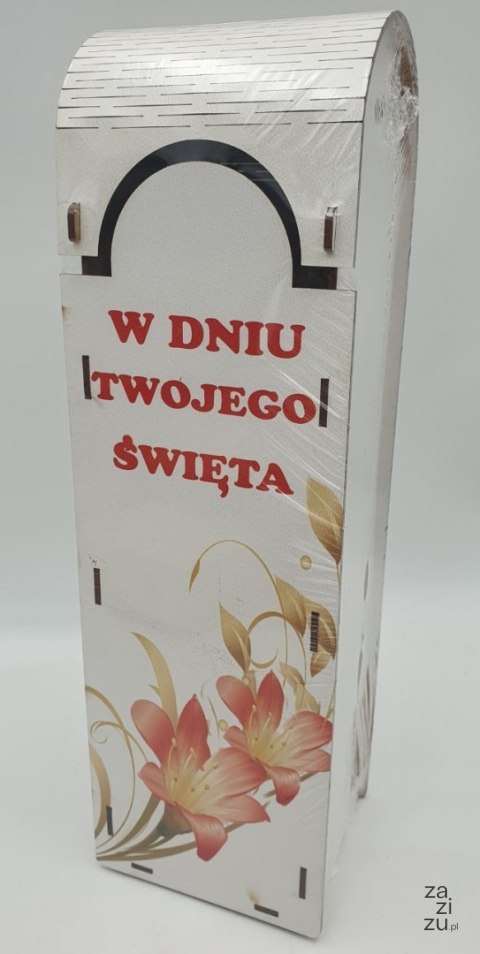 W DNIU
TWOJEGO
ŚWIĘTA
za
zi
zu.pl